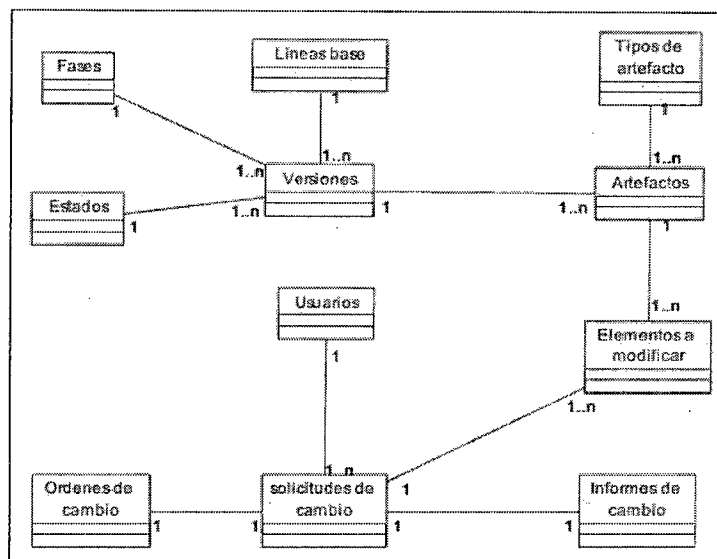 Fases
Líneas base
Tipos de
artefacto
1
1
1
1..n
1..n
1..n
Versiones
Artefactos
Estados
1
1..n
1
1..n
1
Usuarios
1
1..n
Elementos a
modificar
1..n
1..n
Ordenes de
cambio
solicitudes de
cambio
Informes de
cambio
1
1
1
1
1